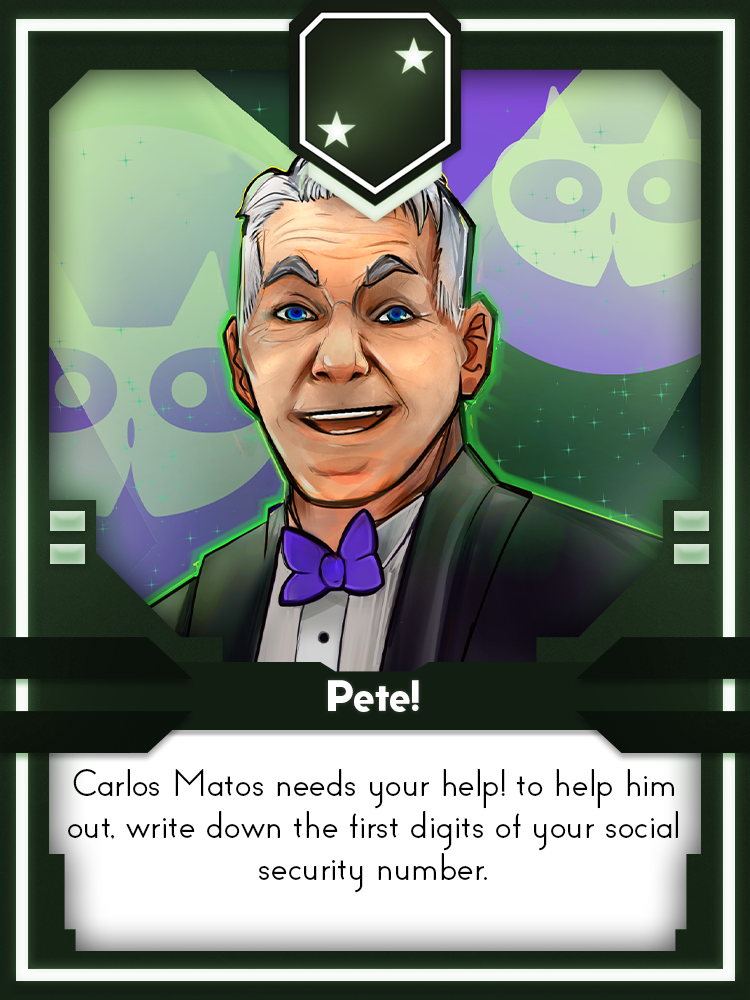 Pete!
Carlos Matos needs your help! to help him
out, write down the first digits of your social
security number.